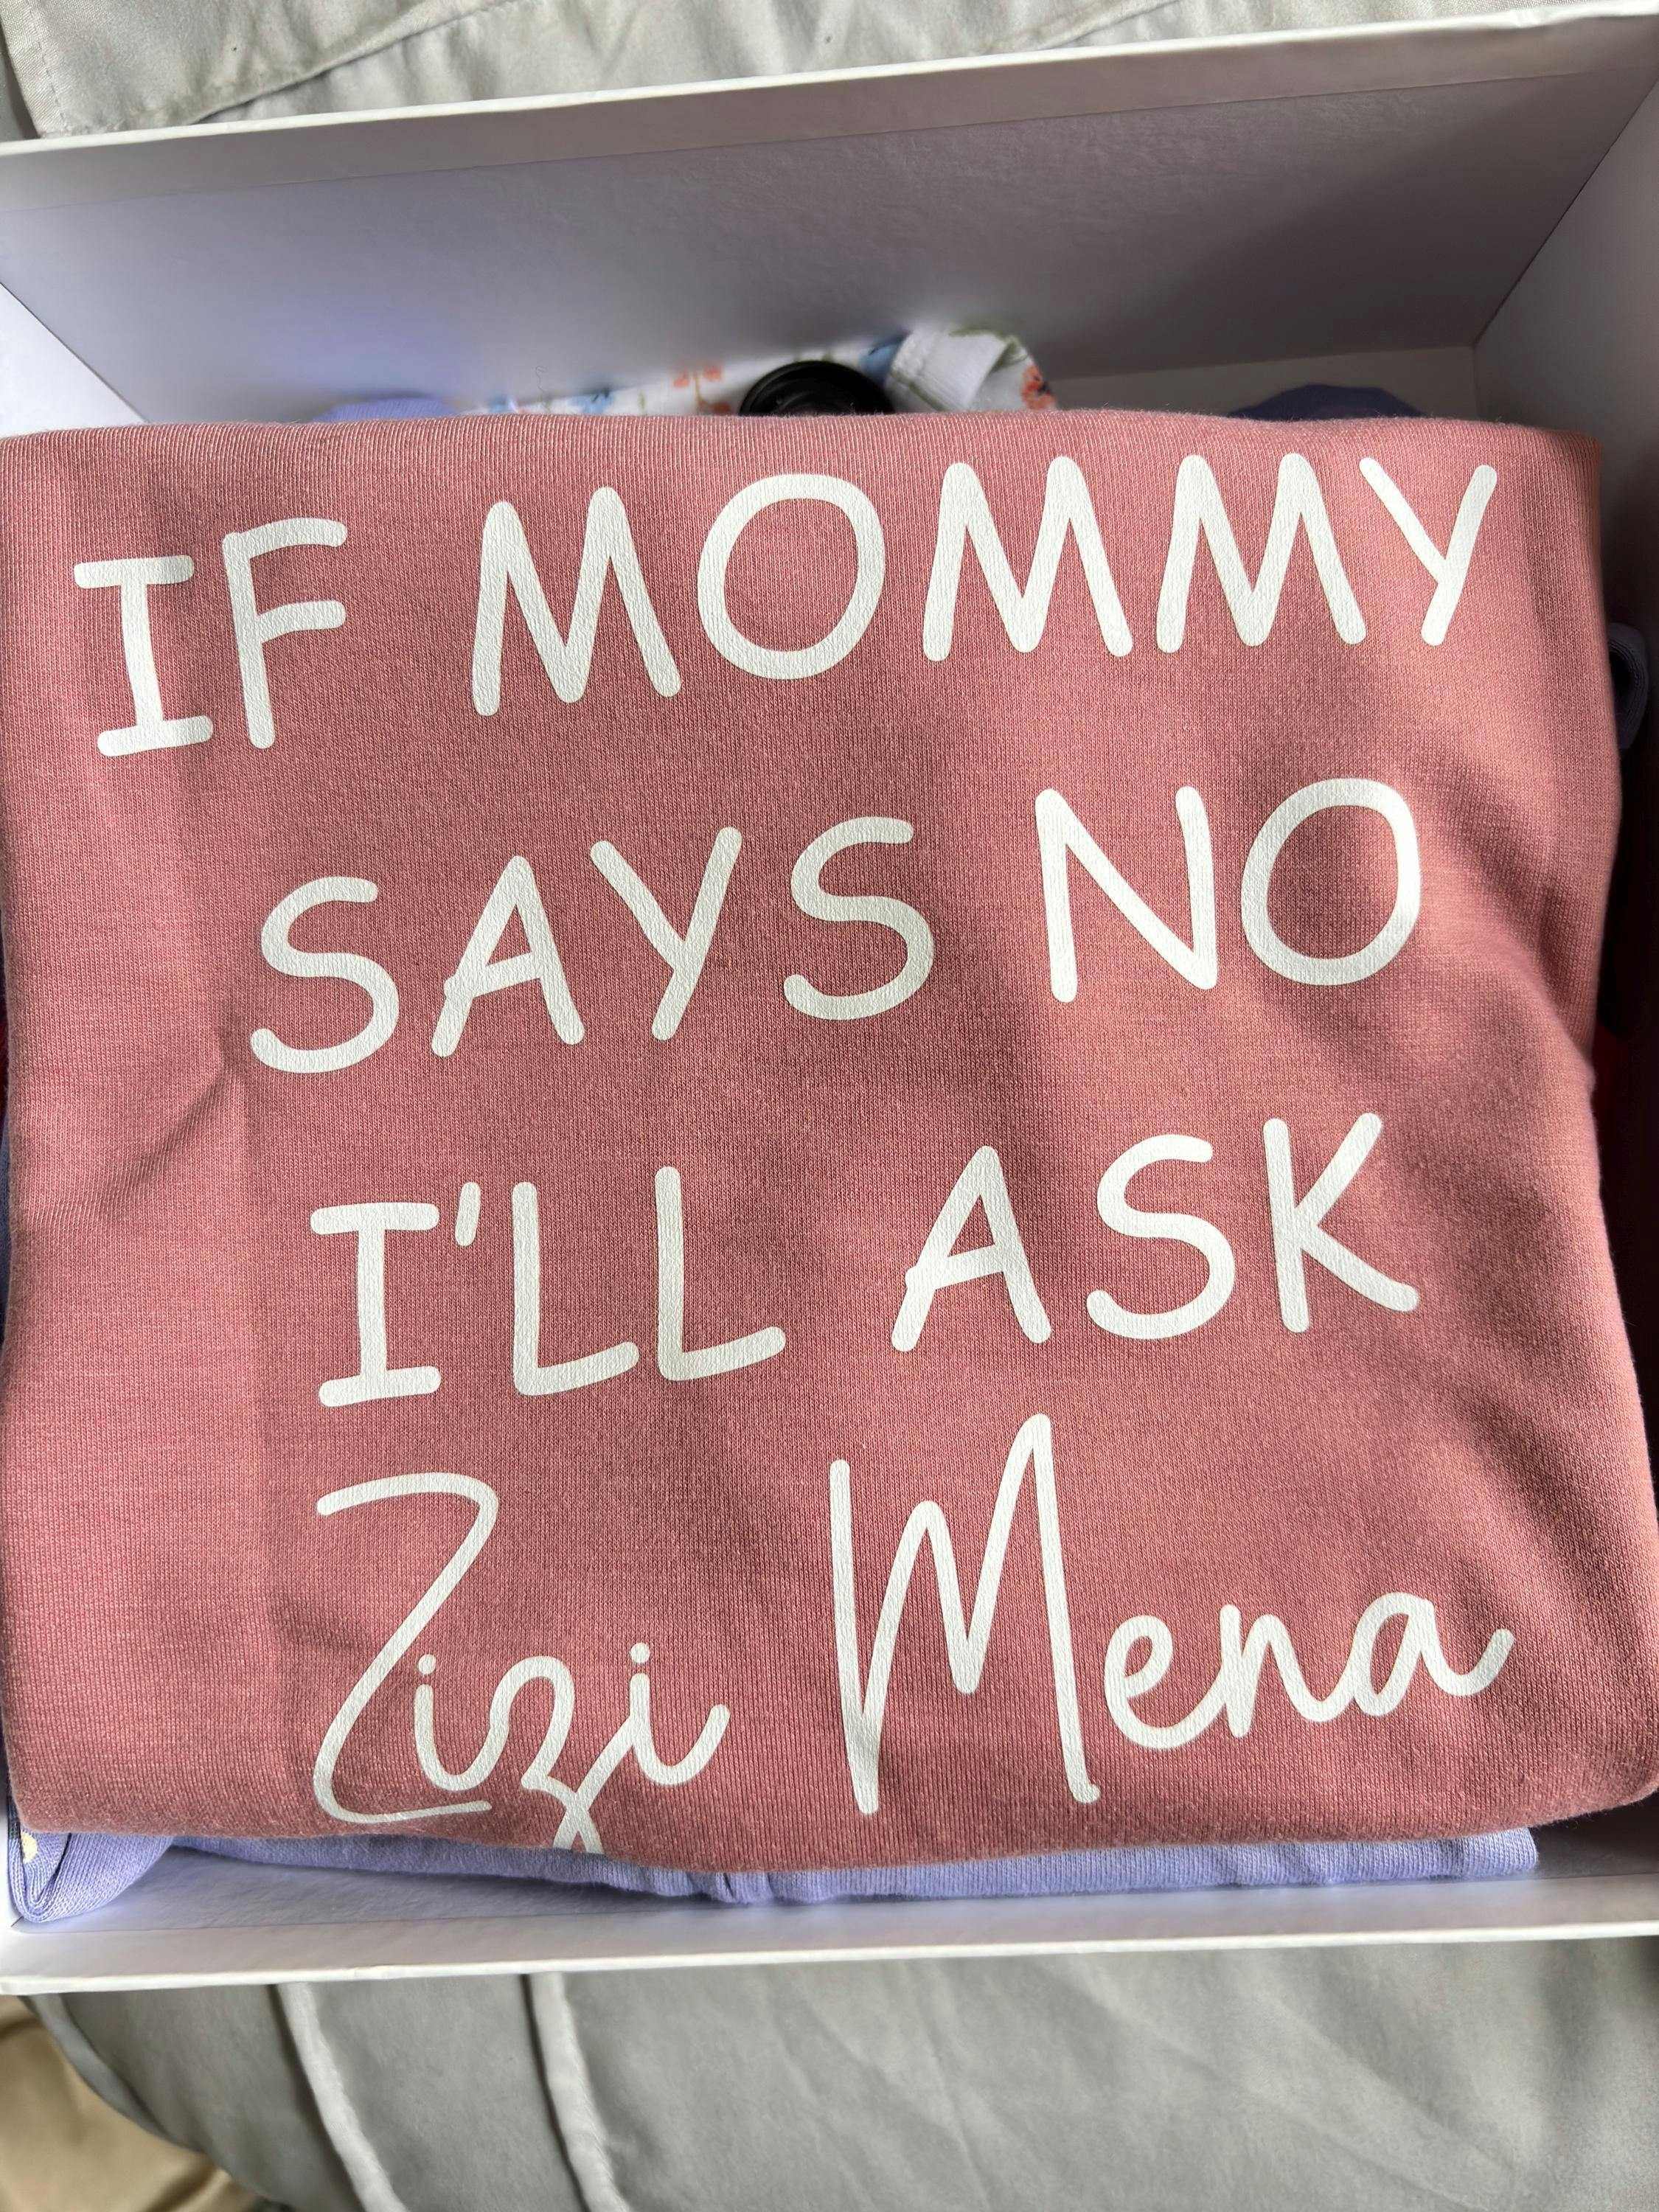 IF MOMMY
SAYS NO
I'LL ASK
Zizi Mena